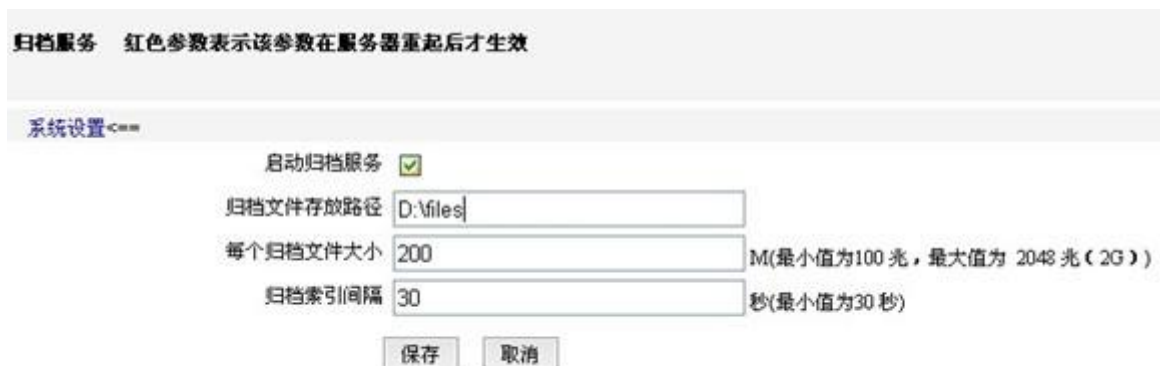 归档服务 红色参数表示该参数在服务器重起后才生效
系统设置<==
启动归档服务
归档文件存放路径 D:\files
每个归档文件大小 200 M(最小值为100 兆，最大值为 2048 兆（2G）)
归档索引间隔 30 秒(最小值为30 秒)
保存 取消